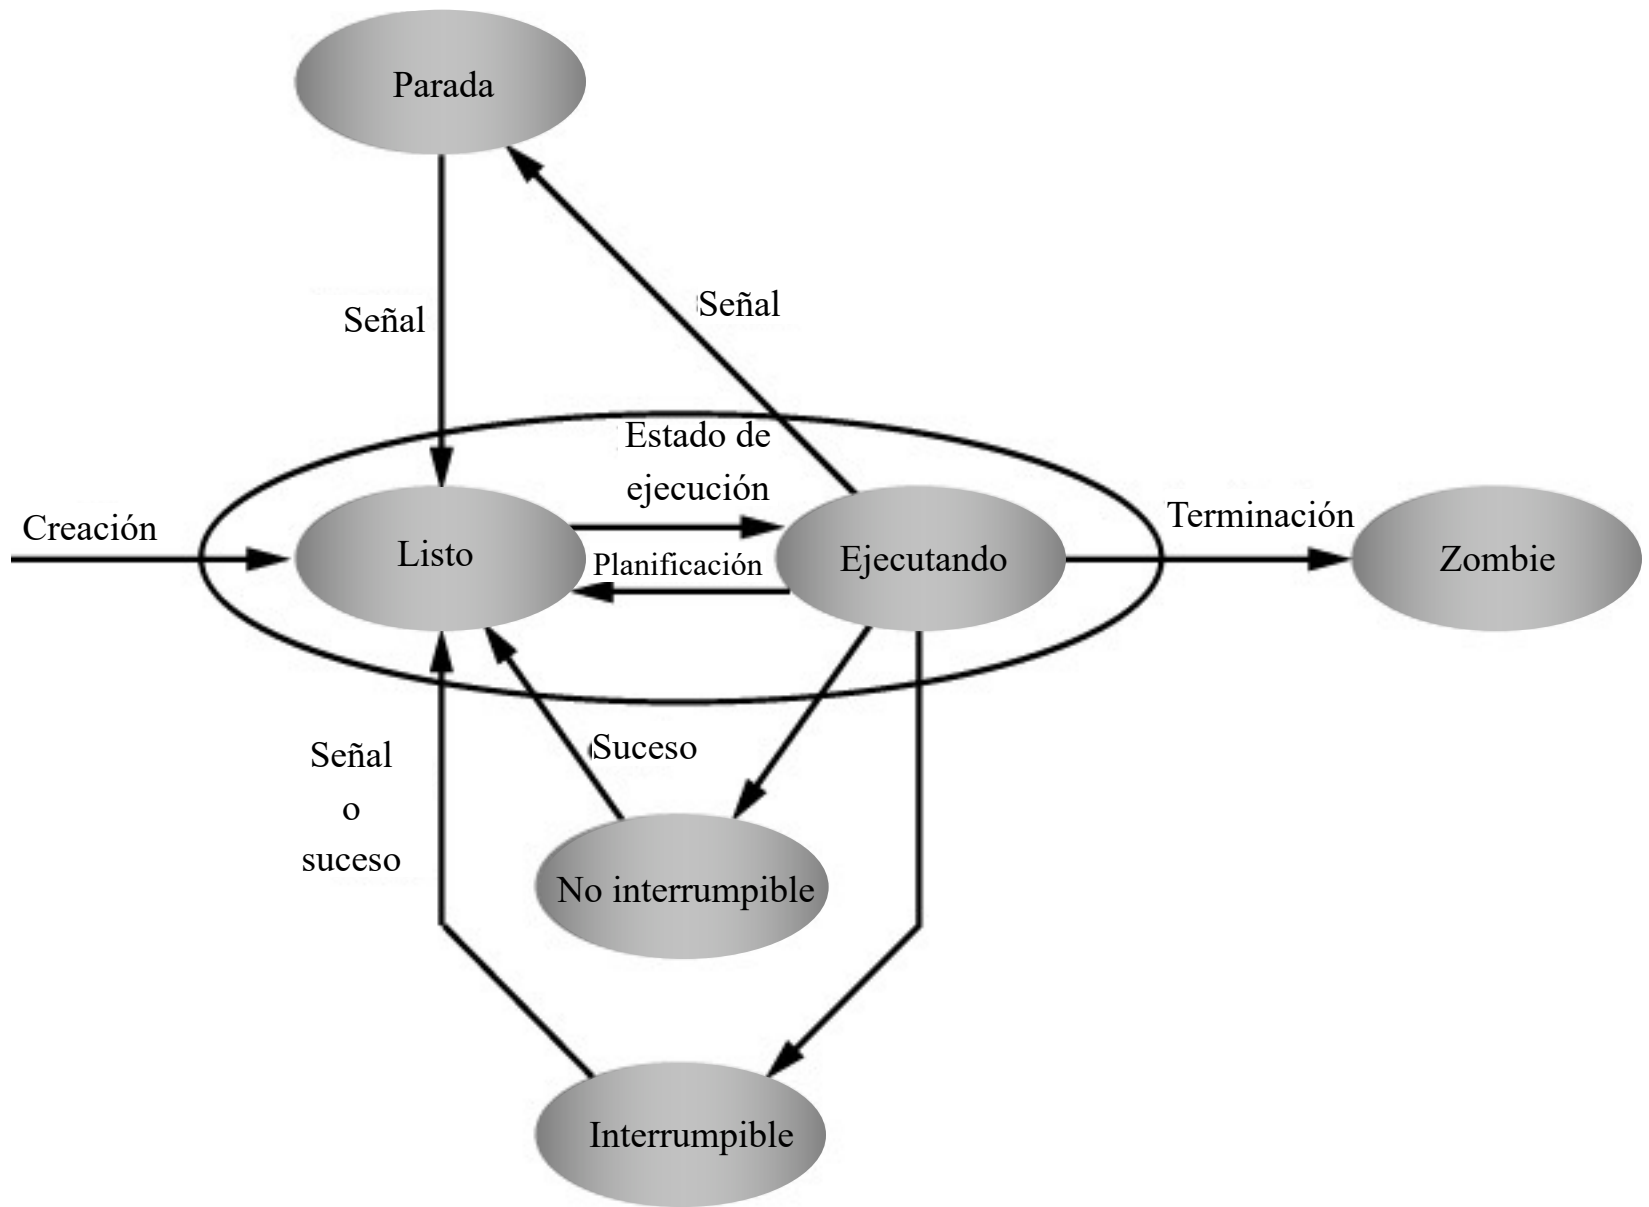 Parada
Señal
Señal
Estado de
ejecución
Creación
Listo
Planificación
Ejecutando
Terminación
Zombie
Señal
o
suceso
Suceso
No interrumpible
Interrumpible